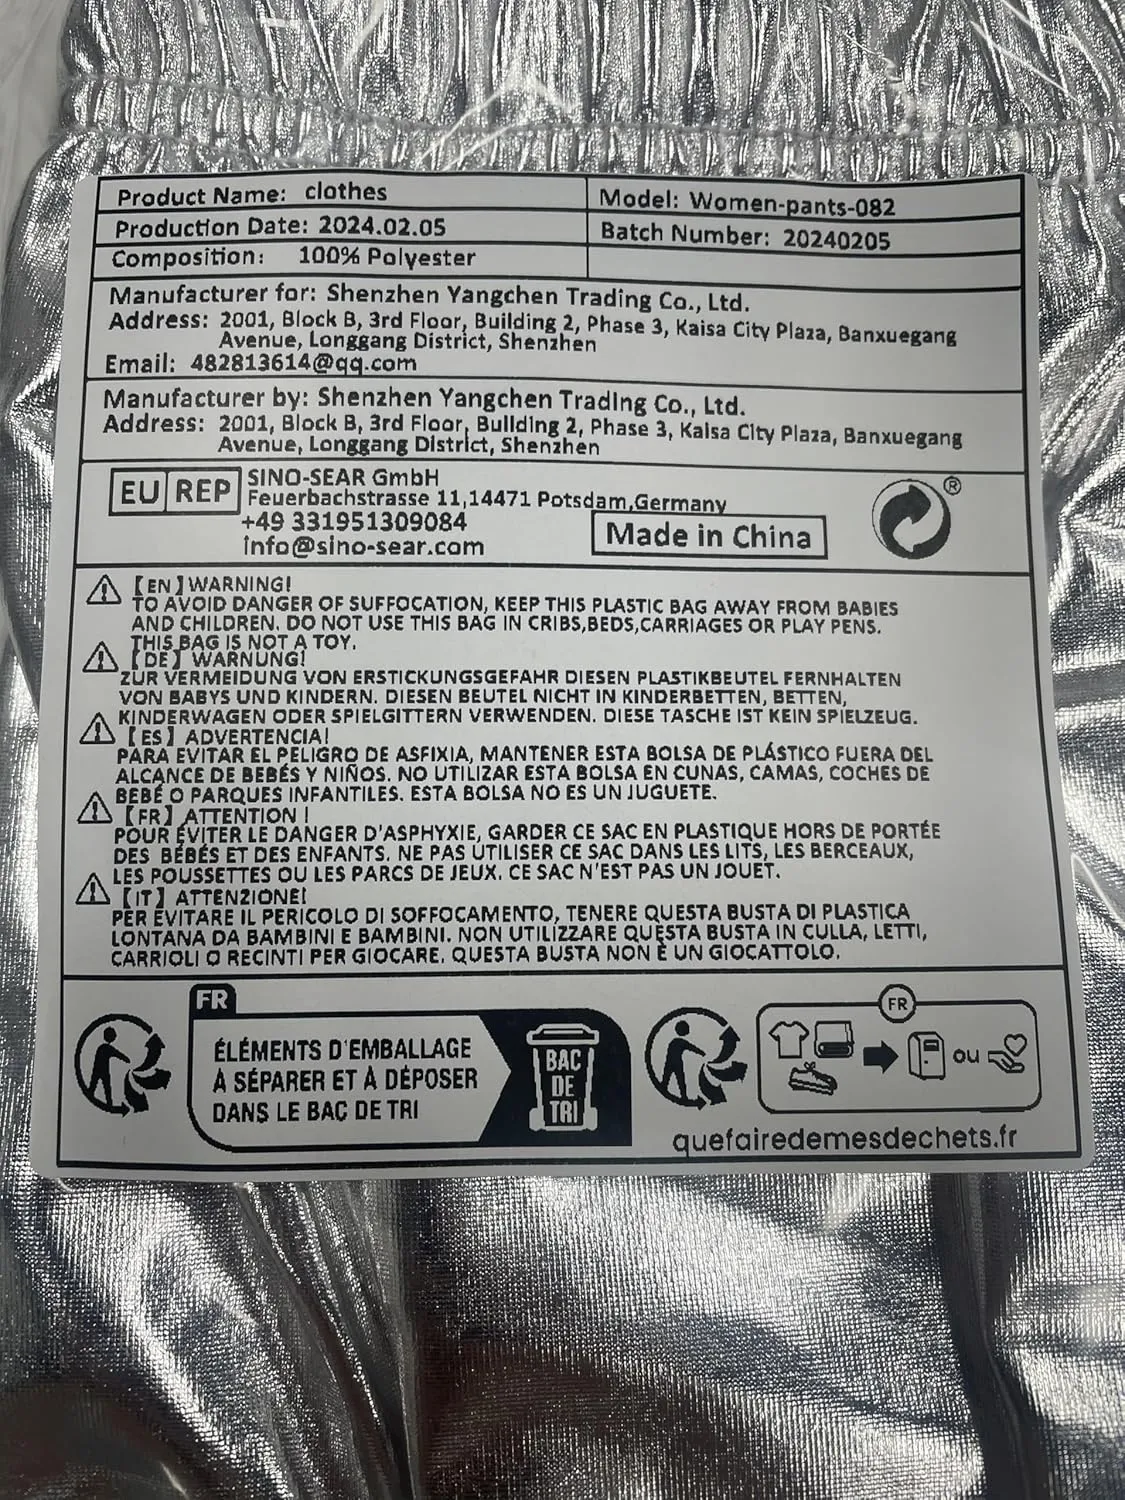 Product Name: clothes
Model: Women-pants-082
Production Date: 2024.02.05
Batch Number: 20240205
Composition: 100% Polyester
Manufacturer for: Shenzhen Yangchen Trading Co., Ltd.
Address: 2001, Block B, 3rd Floor, Building 2, Phase 3, Kaisa City Plaza, Banxuegang
Avenue, Longgang District, Shenzhen
Email: 482813614@qq.com
Manufacturer by: Shenzhen Yangchen Trading Co., Ltd.
Address: 2001, Block B, 3rd Floor, Building 2, Phase 3, Kaisa City Plaza, Banxuegang
Avenue, Longgang District, Shenzhen
EU REP
SINO-SEAR GmbH
Feuerbachstrasse 11,14471 Potsdam,Germany
+49 331951309084
info@sino-sear.com
Made in China
®
【EN】WARNING!
TO AVOID DANGER OF SUFFOCATION, KEEP THIS PLASTIC BAG AWAY FROM BABIES
AND CHILDREN. DO NOT USE THIS BAG IN CRIBS,BEDS,CARRIAGES OR PLAY PENS.
THIS BAG IS NOT A TOY.
【DE】WARNUNG!
ZUR VERMEIDUNG VON ERSTICKUNGSGEFAHR DIESEN PLASTIKBEUTEL FERNHALTEN
VON BABYS UND KINDERN. DIESEN BEUTEL NICHT IN KINDERBETTEN, BETTEN,
KINDERWAGEN ODER SPIELGITTERN VERWENDEN. DIESE TASCHE IST KEIN SPIELZEUG.
【ES】ADVERTENCIA!
PARA EVITAR EL PELIGRO DE ASFIXIA, MANTENER ESTA BOLSA DE PLÁSTICO FUERA DEL
ALCANCE DE BEBÉS Y NIÑOS. NO UTILIZAR ESTA BOLSA EN CUNAS, CAMAS, COCHES DE
BEBÉ O PARQUES INFANTILES. ESTA BOLSA NO ES UN JUGUETE.
【FR】ATTENTION !
POUR ÉVITER LE DANGER D'ASPHYXIE, GARDER CE SAC EN PLASTIQUE HORS DE PORTÉE
DES BÉBÉS ET DES ENFANTS. NE PAS UTILISER CE SAC DANS LES LITS, LES BERCEAUX,
LES POUSSETTES OU LES PARCS DE JEUX. CE SAC N'EST PAS UN JOUET.
【IT】ATTENZIONE!
PER EVITARE IL PERICOLO DI SOFFOCAMENTO, TENERE QUESTA BUSTA DI PLASTICA
LONTANA DA BAMBINI E BAMBINI. NON UTILIZZARE QUESTA BUSTA IN CULLA, LETTI,
CARRIOLI O RECINTI PER GIOCARE. QUESTA BUSTA NON È UN GIOCATTOLO.
FR
ÉLÉMENTS D'EMBALLAGE
À SÉPARER ET À DÉPOSER
DANS LE BAC DE TRI
BAC
DE
TRI
FR
ou
quefairedemesdechets.fr